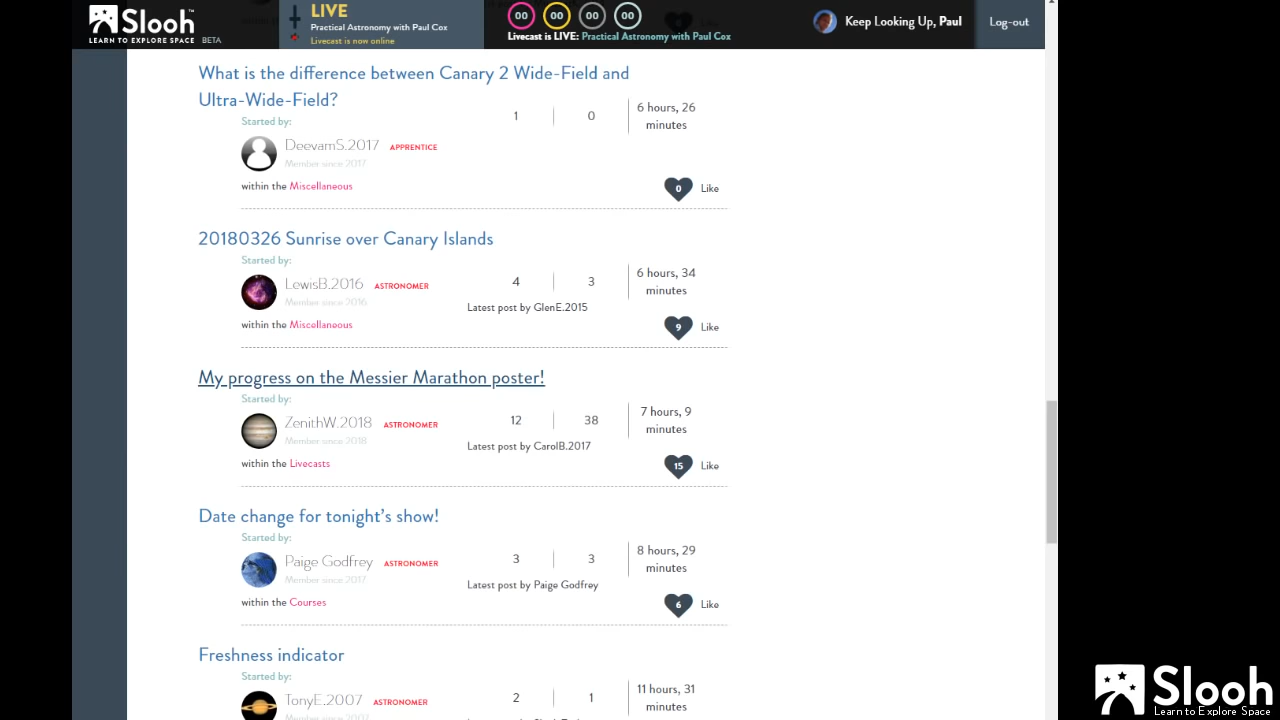 Slooh™
LEARN TO EXPLORE SPACE BETA
LIVE
Practical Astronomy with Paul Cox
Livecast is now online
00 00 00 00
Livecast is LIVE: Practical Astronomy with Paul Cox
Like
Keep Looking Up, Paul
Log-out
What is the difference between Canary 2 Wide-Field and
Ultra-Wide-Field?
Started by:
DeevamS.2017 APPRENTICE
Member since 2017
within the Miscellaneous
1 0
6 hours, 26
minutes
0 Like
20180326 Sunrise over Canary Islands
Started by:
LewisB.2016 ASTRONOMER
Member since 2016
within the Miscellaneous
4 3
Latest post by GlenE.2015
6 hours, 34
minutes
9 Like
My progress on the Messier Marathon poster!
Started by:
ZenithW.2018 ASTRONOMER
Member since 2018
within the Livecasts
12 38
Latest post by CarolB.2017
7 hours, 9
minutes
15 Like
Date change for tonight's show!
Started by:
Paige Godfrey ASTRONOMER
Member since 2017
within the Courses
3 3
Latest post by Paige Godfrey
8 hours, 29
minutes
6 Like
Freshness indicator
Started by:
TonyE.2007 ASTRONOMER
Member since 2007
2 1
11 hours, 31
minutes
Slooh
Learn to Explore Space